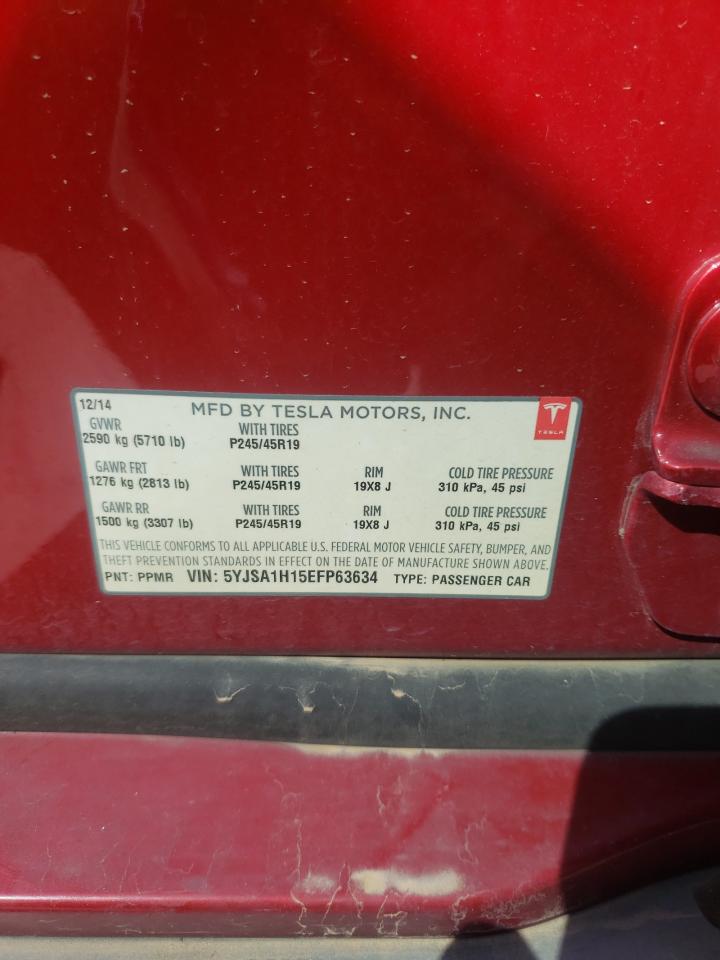 12/14 MFD BY TESLA MOTORS, INC.
TESLA
GVWR WITH TIRES
2590 kg (5710 lb) P245/45R19
GAWR FRT WITH TIRES RIM COLD TIRE PRESSURE
1276 kg (2813 lb) P245/45R19 19X8 J 310 kPa, 45 psi
GAWR RR WITH TIRES RIM COLD TIRE PRESSURE
1500 kg (3307 lb) P245/45R19 19X8 J 310 kPa, 45 psi
THIS VEHICLE CONFORMS TO ALL APPLICABLE U.S. FEDERAL MOTOR VEHICLE SAFETY, BUMPER, AND
THEFT PREVENTION STANDARDS IN EFFECT ON THE DATE OF MANUFACTURE SHOWN ABOVE.
PNT: PPMR VIN: 5YJSA1H15EFP63634 TYPE: PASSENGER CAR